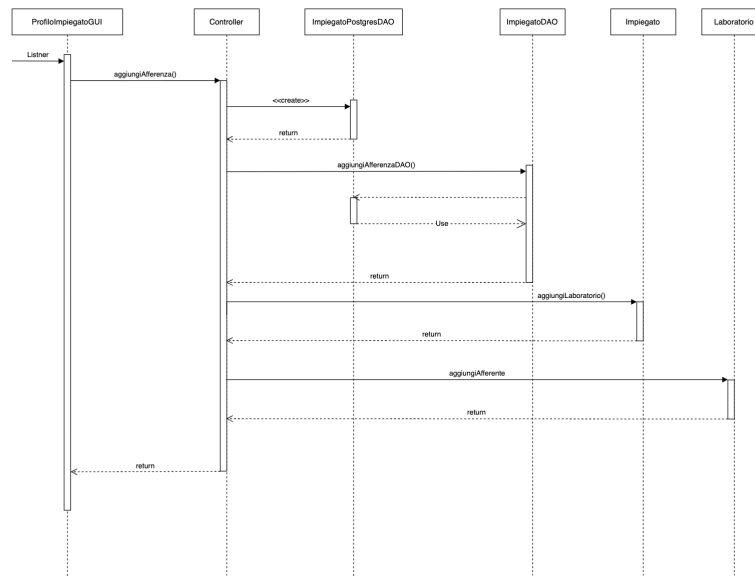 ProfiloImpiegatoGUI
Controller
ImpiegatoPostgresDAO
ImpiegatoDAO
Impiegato
Laboratorio
Listner
aggiungiAfferenza()
<<create>>
return
aggiungiAfferenzaDAO()
Use
return
aggiungiLaboratorio()
return
aggiungiAfferente
return
return